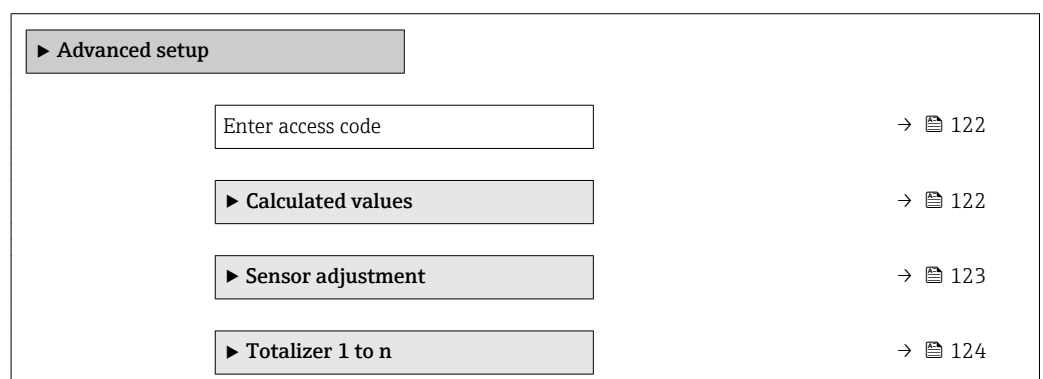 ▶ Advanced setup
Enter access code → 122
▶ Calculated values → 122
▶ Sensor adjustment → 123
▶ Totalizer 1 to n → 124